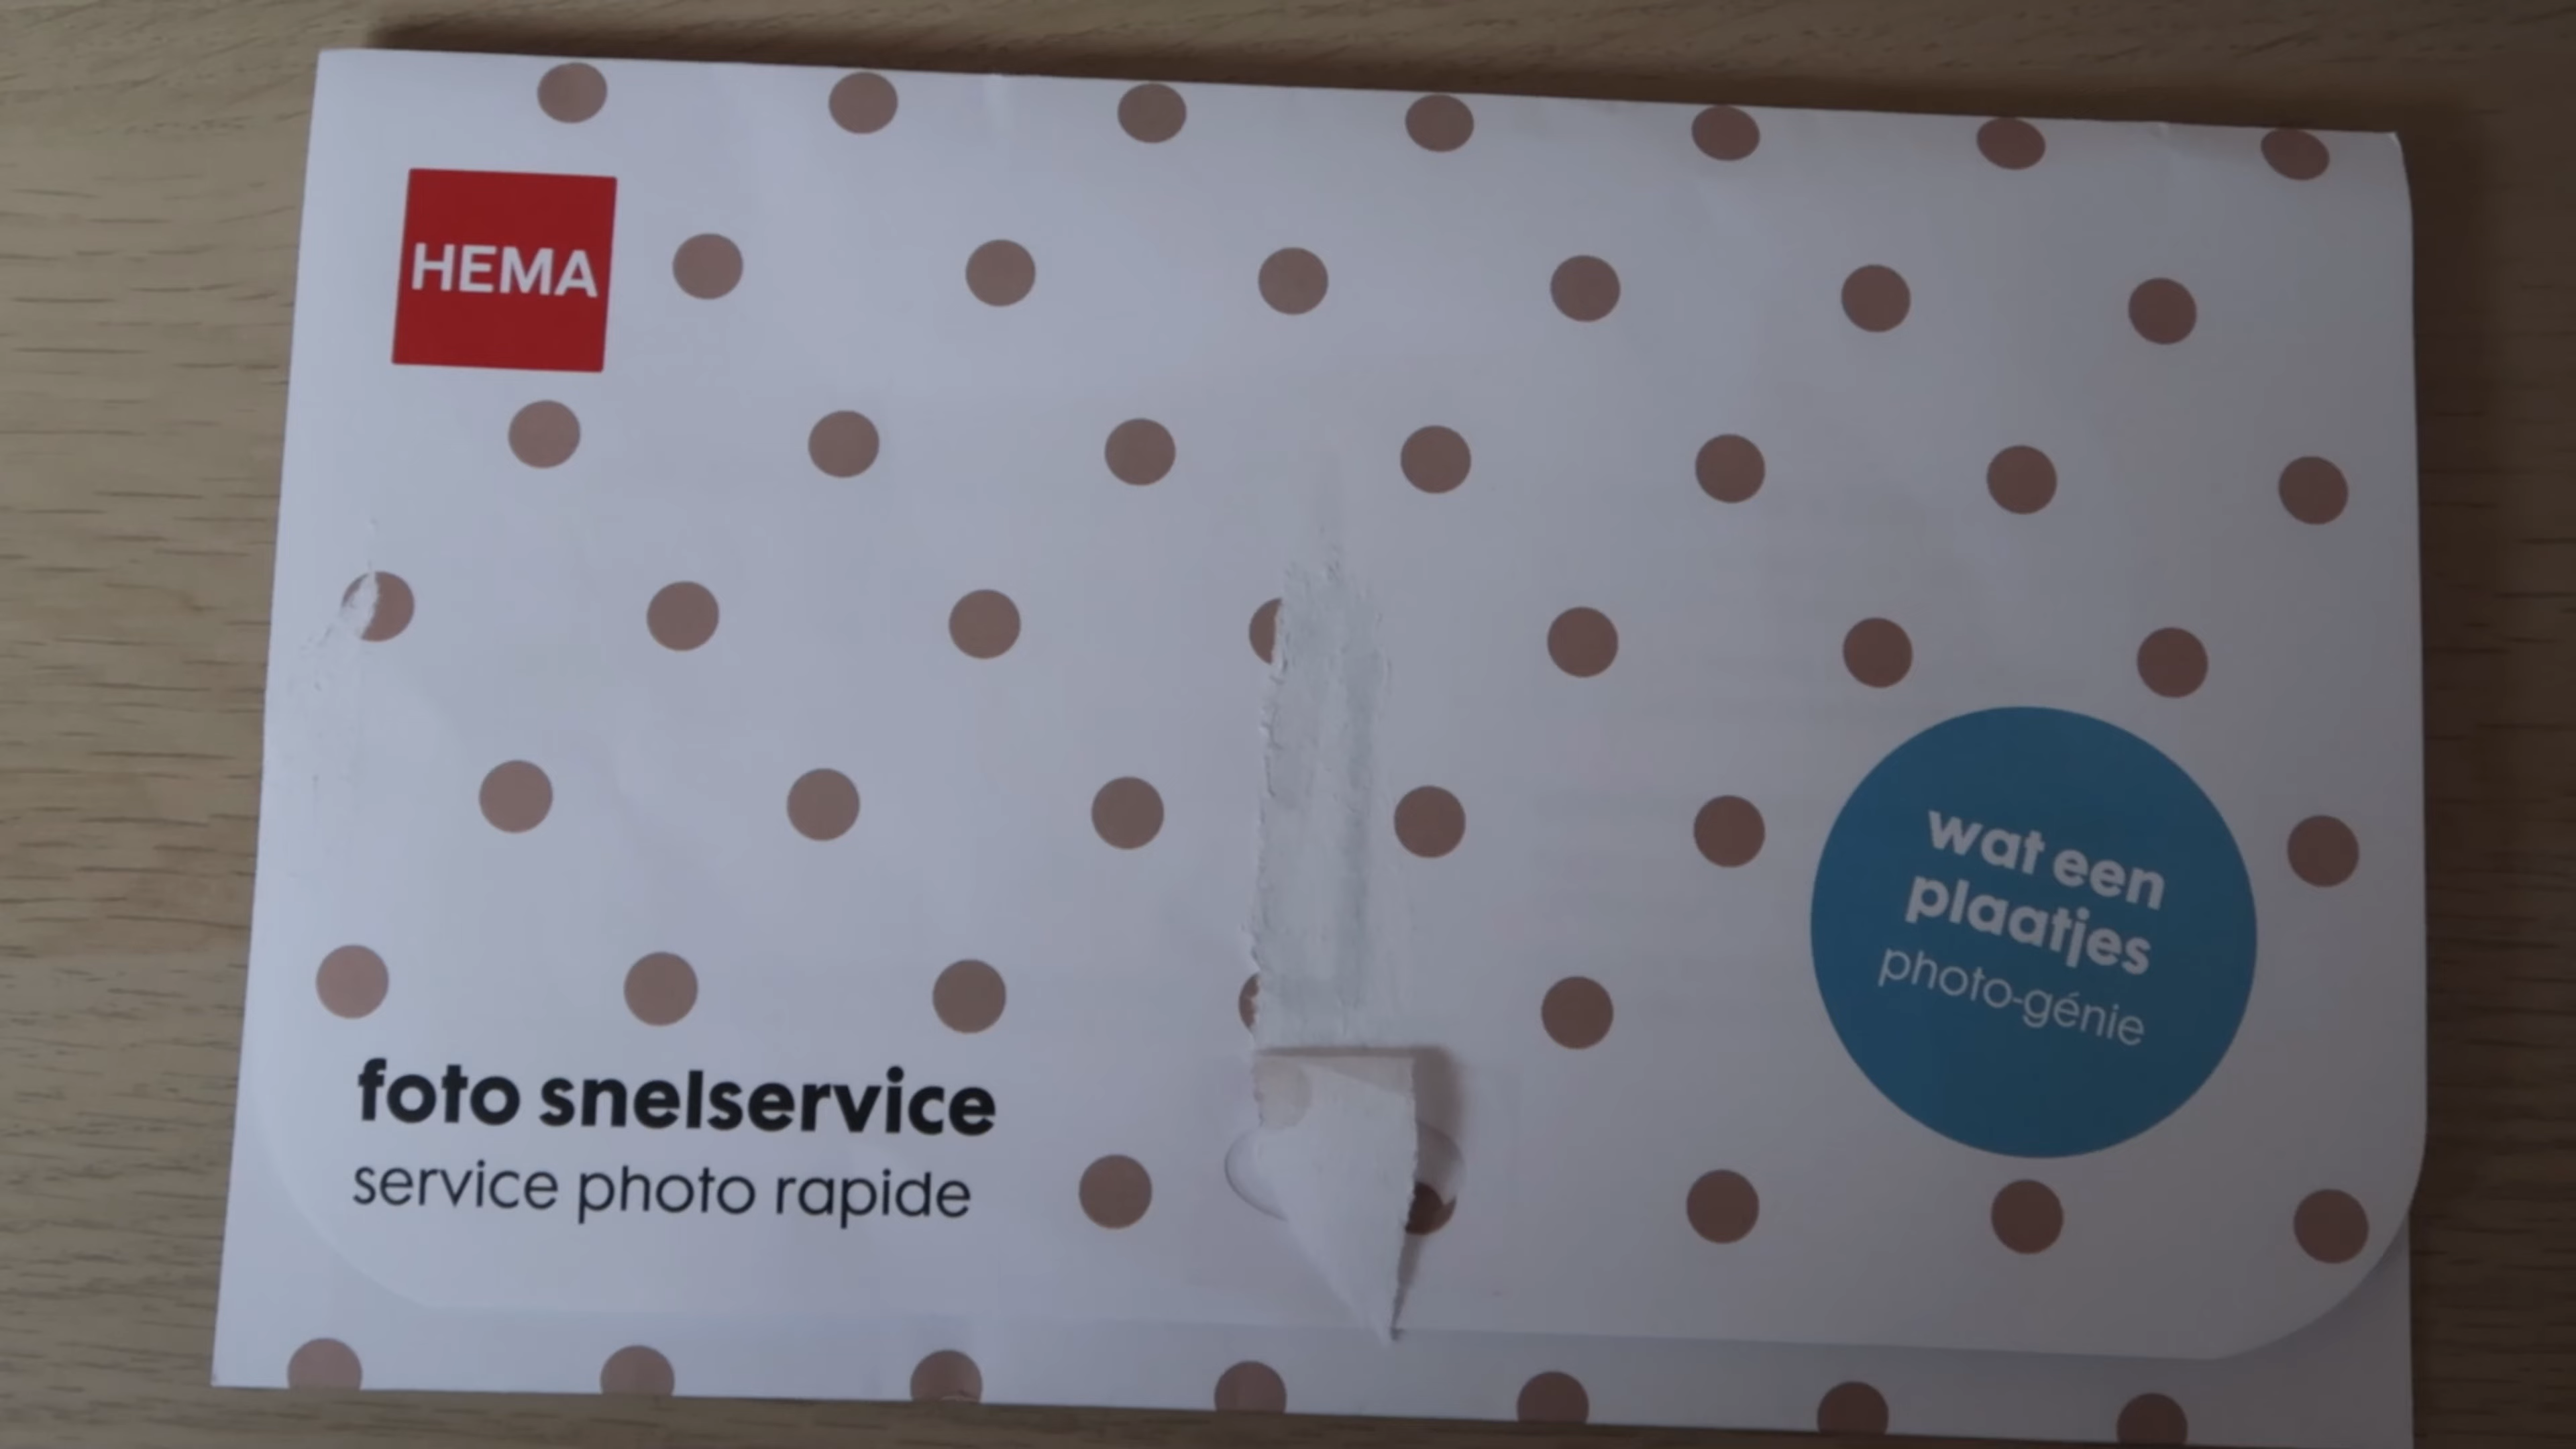 HEMA
wat een
plaatjes
photo-génie
foto snelservice
service photo rapide